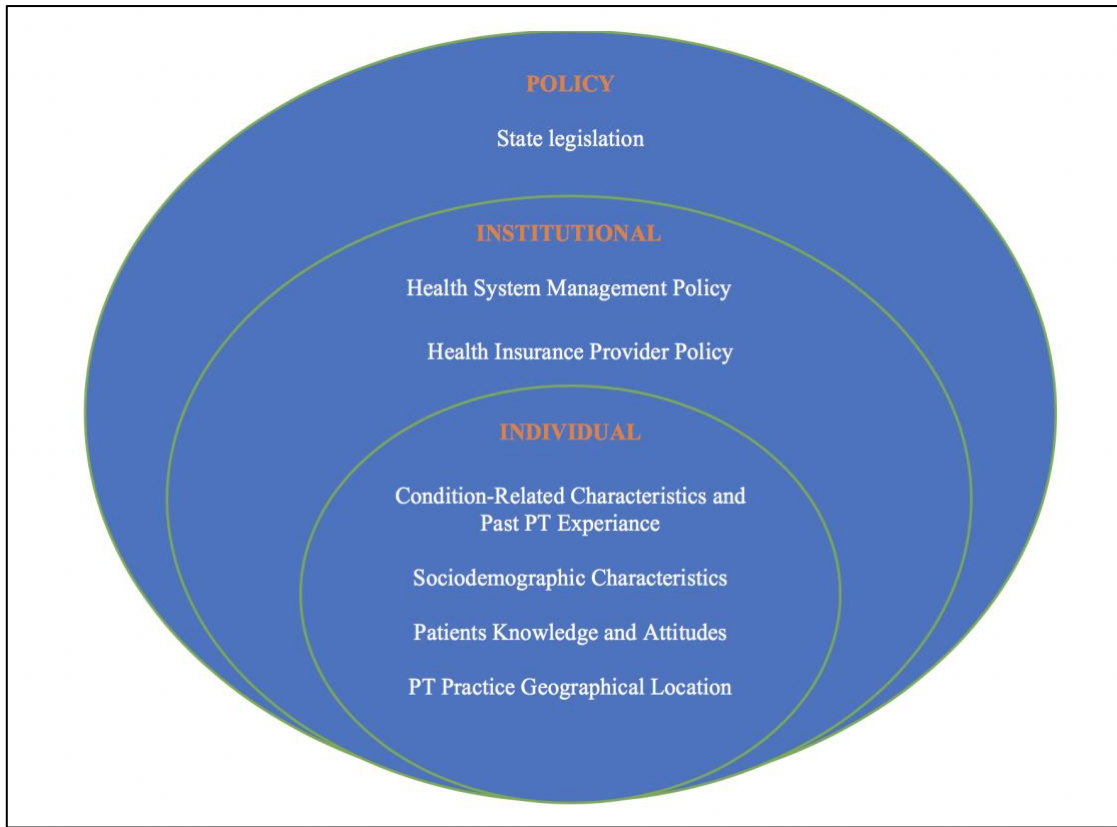 POLICY
State legislation
INSTITUTIONAL
Health System Management Policy
Health Insurance Provider Policy
INDIVIDUAL
Condition-Related Characteristics and
Past PT Experiance
Sociodemographic Characteristics
Patients Knowledge and Attitudes
PT Practice Geographical Location